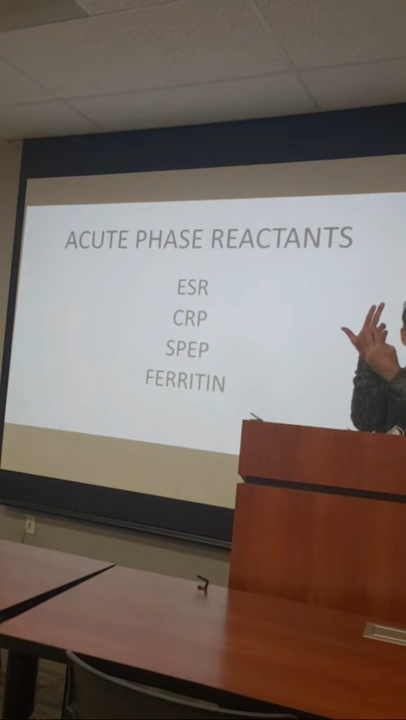 ACUTE PHASE REACTANTS
ESR
CRP
SPEP
FERRITIN